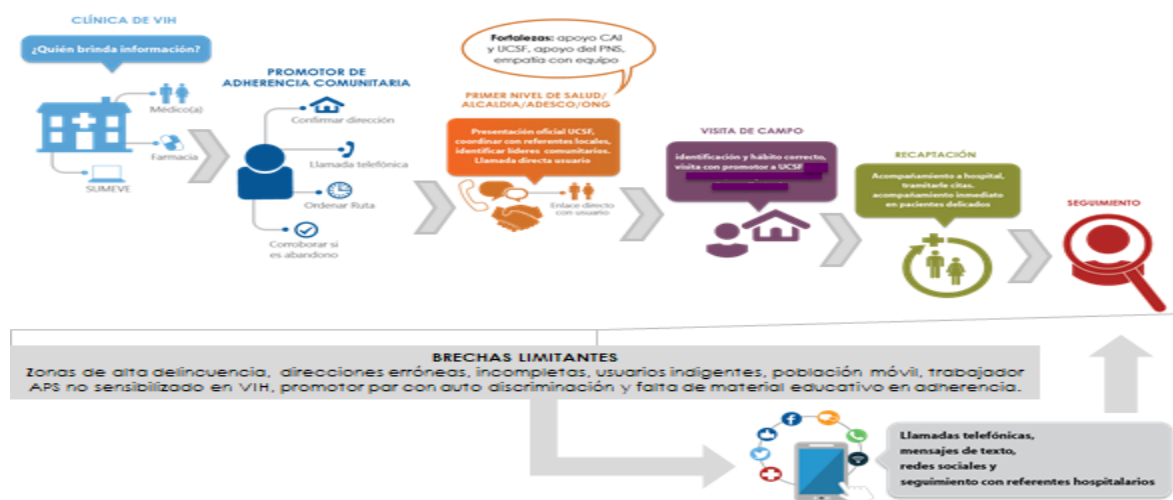 CLÍNICA DE VIH
¿Quién brinda información?
Médico(a)
Farmacia
SUMEVE
PROMOTOR DE
ADHERENCIA COMUNITARIA
Confirmar dirección
Llamada telefónica
Ordenar Ruta
Corroborar si
es abandono
Fortalezas: apoyo CAI
y UCSF, apoyo del PNS,
empatía con equipo
PRIMER NIVEL DE SALUD/
ALCALDIA/ADESCO/ONG
Presentación oficial UCSF,
coordinar con referentes locales,
identificar líderes comunitarios.
Llamada directa usuario
Enlace directo
con usuario
VISITA DE CAMPO
identificación y hábito correcto,
visita con promotor a UCSF
RECAPTACIÓN
Acompañamiento a hospital,
tramitarle citas.
acompañamiento inmediato
en pacientes delicados
SEGUIMIENTO
BRECHAS LIMITANTES
Zonas de alta delincuencia, direcciones erróneas, incompletas, usuarios indigentes, población móvil, trabajador
APS no sensibilizado en VIH, promotor par con auto discriminación y falta de material educativo en adherencia.
Llamadas telefónicas,
mensajes de texto,
redes sociales y
seguimiento con referentes hospitalarios